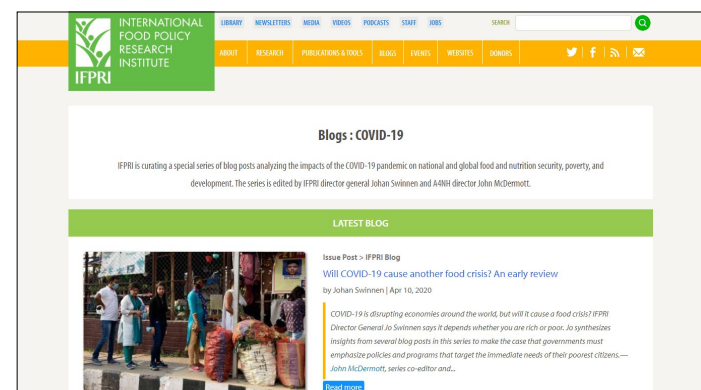 INTERNATIONAL
FOOD POLICY
RESEARCH
INSTITUTE
IFPRI
LIBRARY NEWSLETTERS MEDIA VIDEOS PODCASTS STAFF JOBS SEARCH
ABOUT RESEARCH PUBLICATIONS & TOOLS BLOGS EVENTS WEBSITES DONORS
Blogs : COVID-19
IFPRI is curating a special series of blog posts analyzing the impacts of the COVID-19 pandemic on national and global food and nutrition security, poverty, and
development. The series is edited by IFPRI director general Johan Swinnen and A4NH director John McDermott.
LATEST BLOG
Issue Post > IFPRI Blog
Will COVID-19 cause another food crisis? An early review
by Johan Swinnen | Apr 10, 2020
COVID-19 is disrupting economies around the world, but will it cause a food crisis? IFPRI
Director General Jo Swinnen says it depends whether you are rich or poor. Jo synthesizes
insights from several blog posts in this series to make the case that governments must
emphasize policies and programs that target the immediate needs of their poorest citizens.—
John McDermott, series co-editor and...
Read more